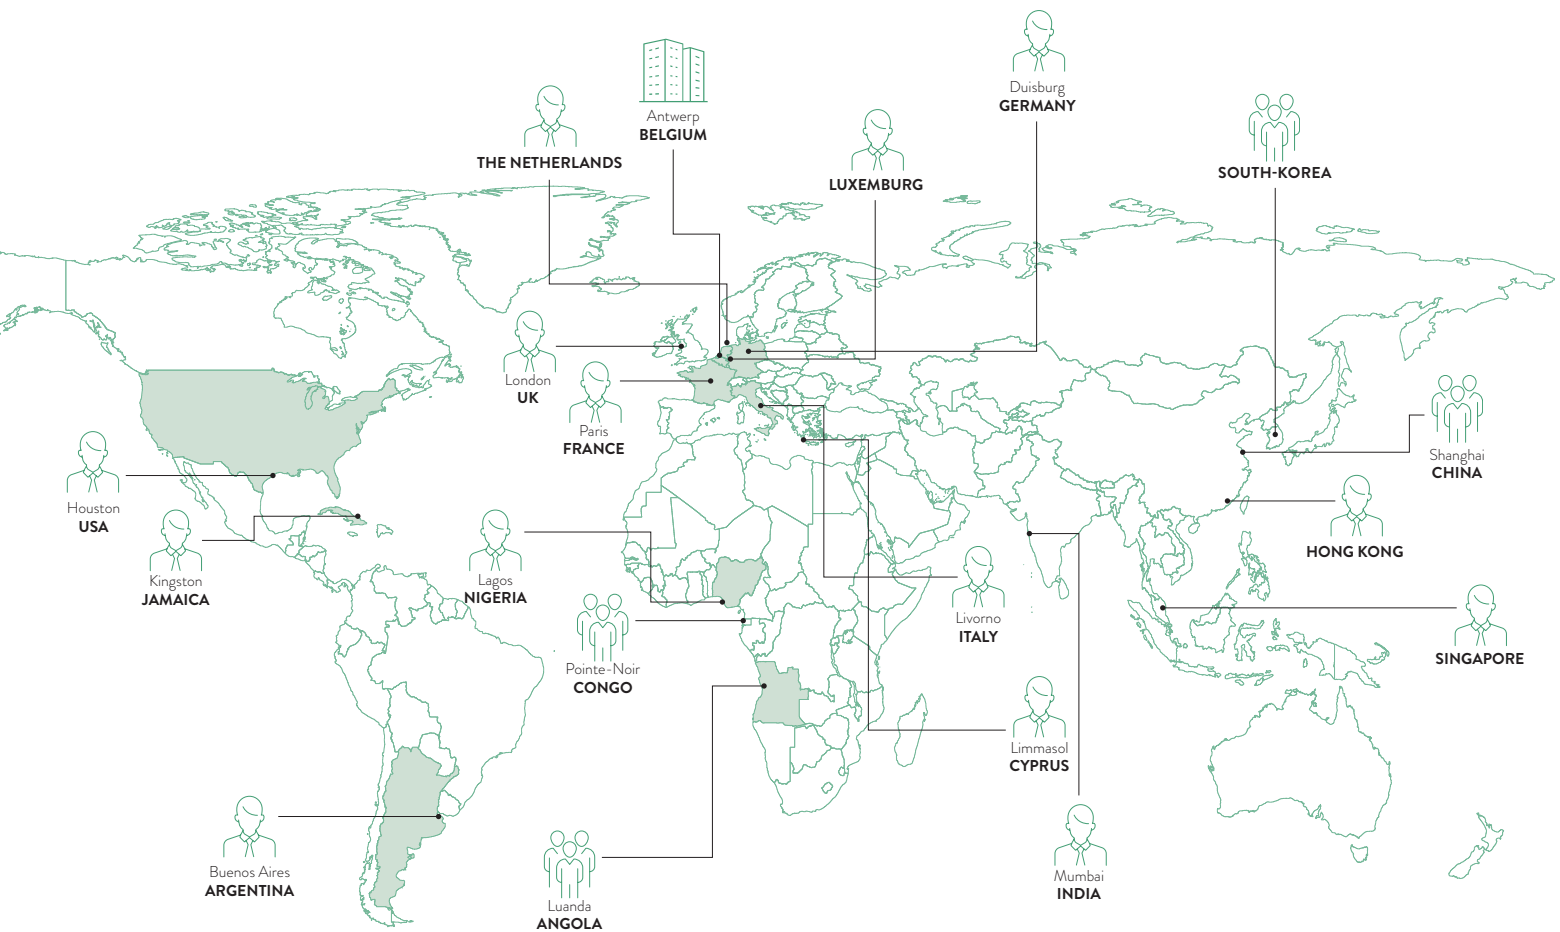 Duisburg
GERMANY
Antwerp
BELGIUM
THE NETHERLANDS
LUXEMBURG
SOUTH-KOREA
London
UK
Paris
FRANCE
Shanghai
CHINA
Houston
USA
HONG KONG
Kingston
JAMAICA
Lagos
NIGERIA
Livorno
ITALY
SINGAPORE
Pointe-Noir
CONGO
Limmasol
CYPRUS
Buenos Aires
ARGENTINA
Mumbai
INDIA
Luanda
ANGOLA